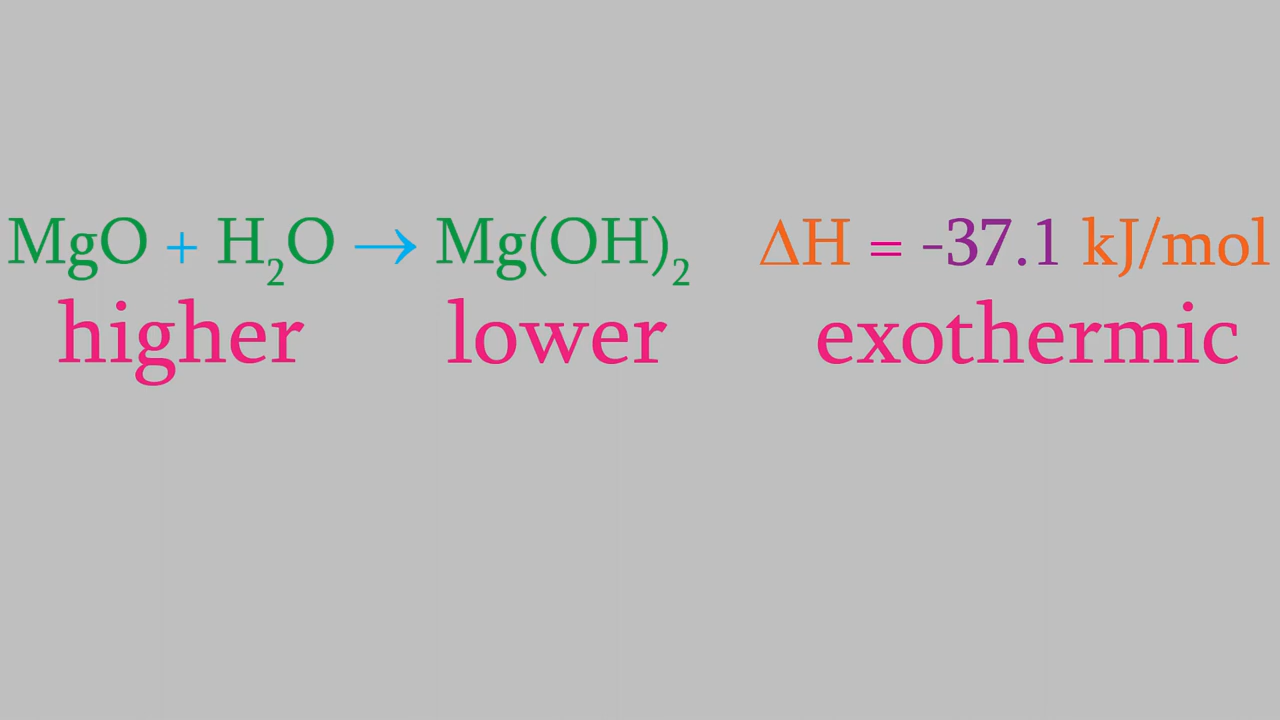 MgO + H₂O → Mg(OH)₂ ΔH = -37.1 kJ/mol
higher lower exothermic